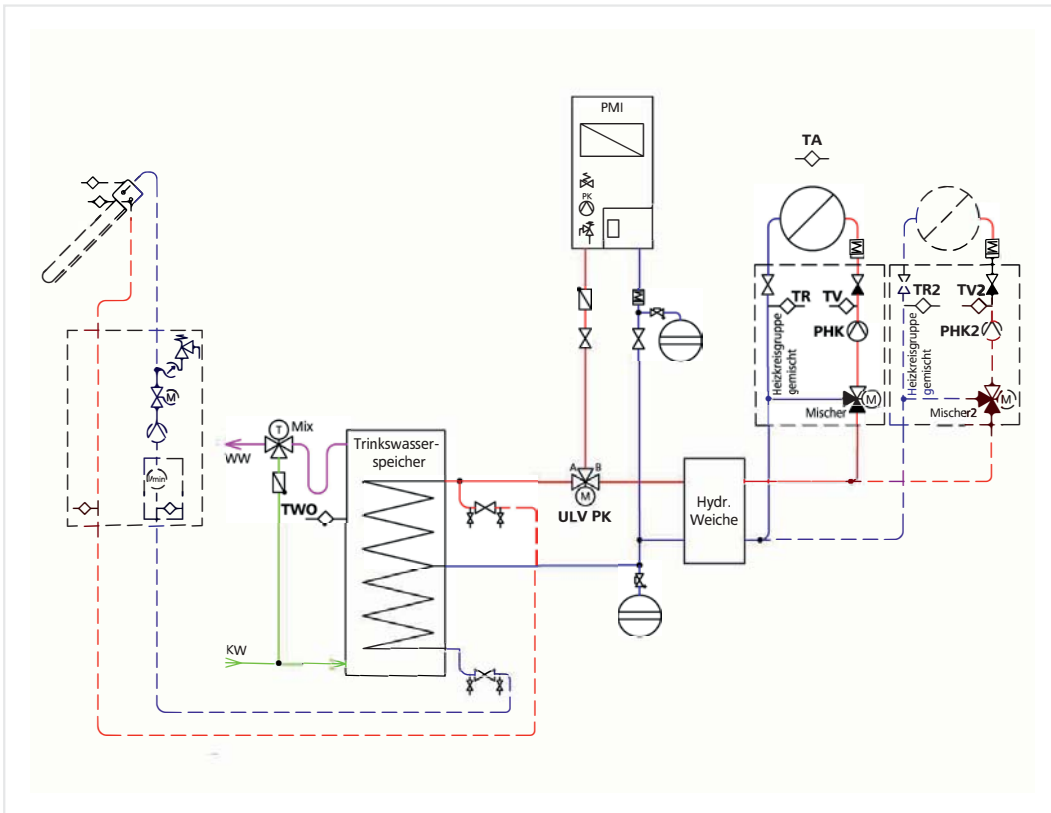 PMI
PK
TA
TR
TV
TR2
TV2
PHK
PHK2
Heizkreisgruppe
gemischt
Heizkreisgruppe
gemischt
M
M
Mischer
Mischer2
M
l/min
T
Mix
WW
Trinkswasser-
speicher
A
B
M
ULV PK
Hydr.
Weiche
TWO
KW